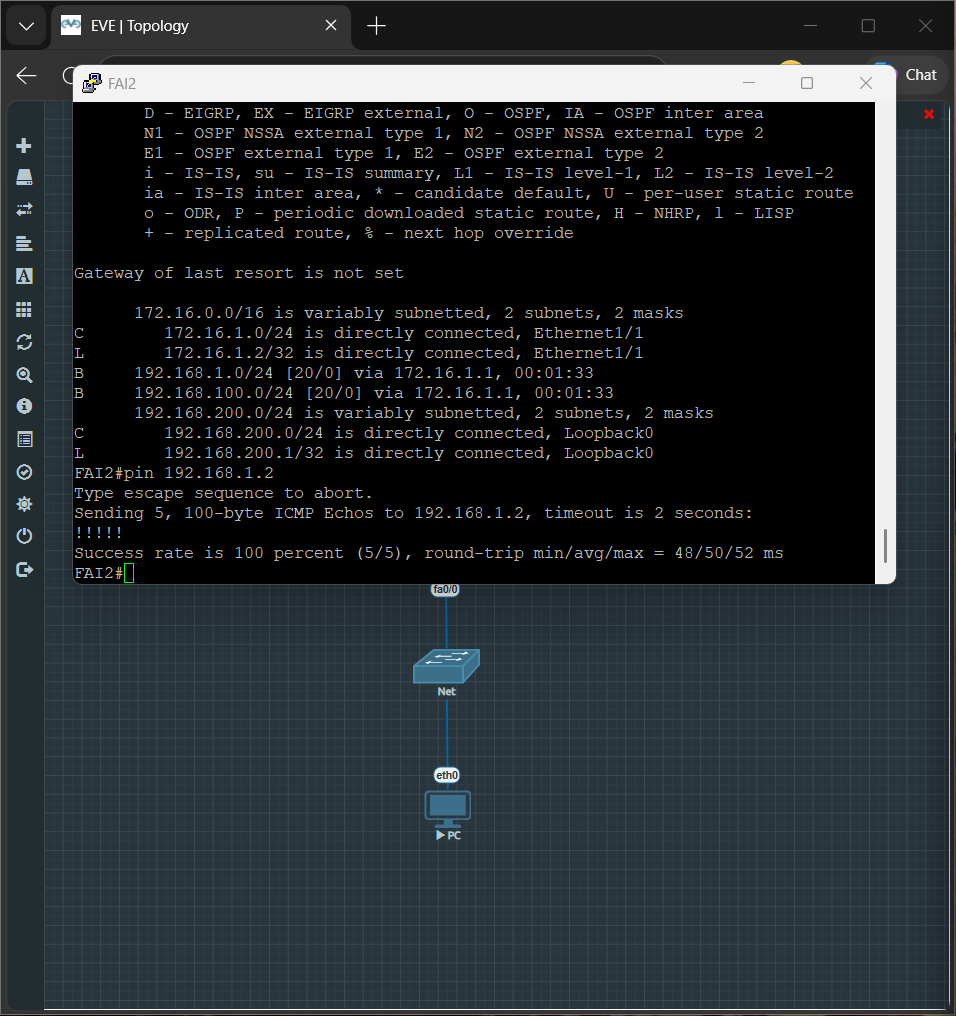 EVE | Topology
Chat
FAI2
D - EIGRP, EX - EIGRP external, O - OSPF, IA - OSPF inter area
N1 - OSPF NSSA external type 1, N2 - OSPF NSSA external type 2
E1 - OSPF external type 1, E2 - OSPF external type 2
i - IS-IS, su - IS-IS summary, L1 - IS-IS level-1, L2 - IS-IS level-2
ia - IS-IS inter area, * - candidate default, U - per-user static route
o - ODR, P - periodic downloaded static route, H - NHRP, l - LISP
+ - replicated route, % - next hop override
Gateway of last resort is not set
172.16.0.0/16 is variably subnetted, 2 subnets, 2 masks
C 172.16.1.0/24 is directly connected, Ethernet1/1
L 172.16.1.2/32 is directly connected, Ethernet1/1
B 192.168.1.0/24 [20/0] via 172.16.1.1, 00:01:33
B 192.168.100.0/24 [20/0] via 172.16.1.1, 00:01:33
192.168.200.0/24 is variably subnetted, 2 subnets, 2 masks
C 192.168.200.0/24 is directly connected, Loopback0
L 192.168.200.1/32 is directly connected, Loopback0
FAI2#pin 192.168.1.2
Type escape sequence to abort.
Sending 5, 100-byte ICMP Echos to 192.168.1.2, timeout is 2 seconds:
!!!!!
Success rate is 100 percent (5/5), round-trip min/avg/max = 48/50/52 ms
FAI2#
fa0/0
Net
eth0
PC